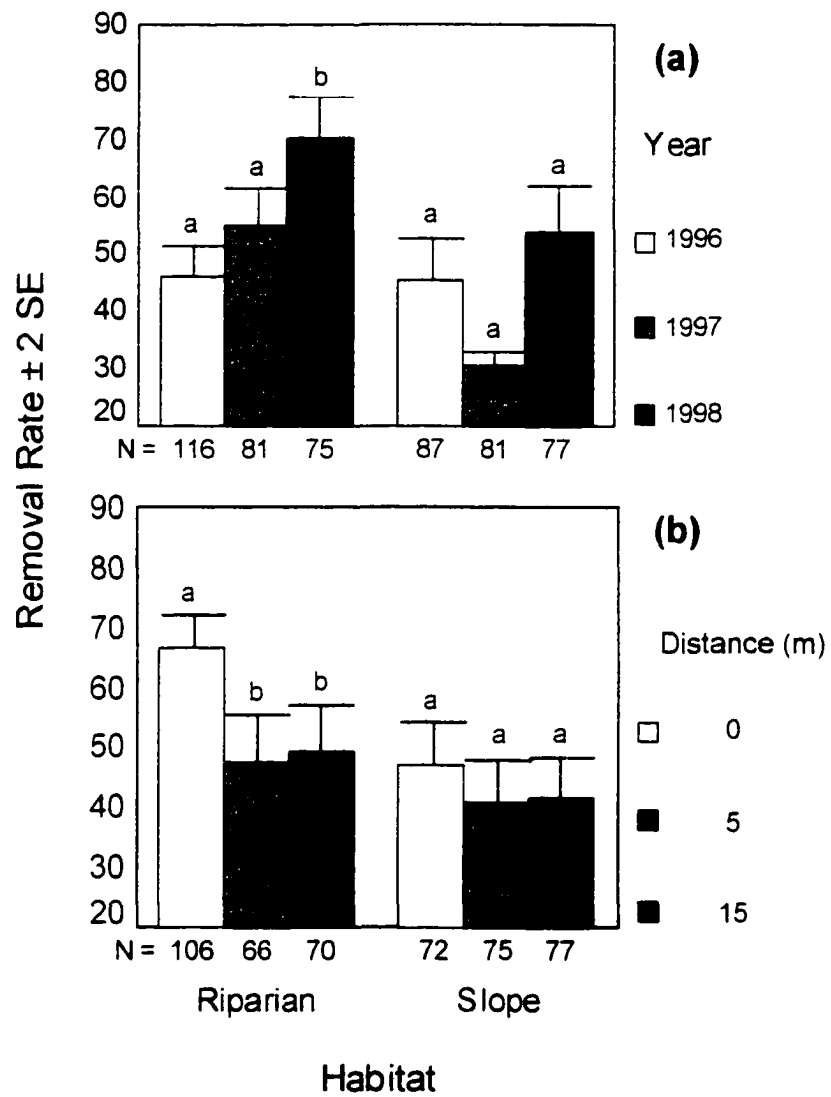 Removal Rate ± 2 SE
90
80
70
60
50
40
30
20
a
a
b
a
a
a
N = 116 81 75 87 81 77
(a)
Year
1996
1997
1998
90
80
70
60
50
40
30
20
a
b
b
a
a
a
N = 106 66 70 72 75 77
Riparian Slope
(b)
Distance (m)
0
5
15
Habitat